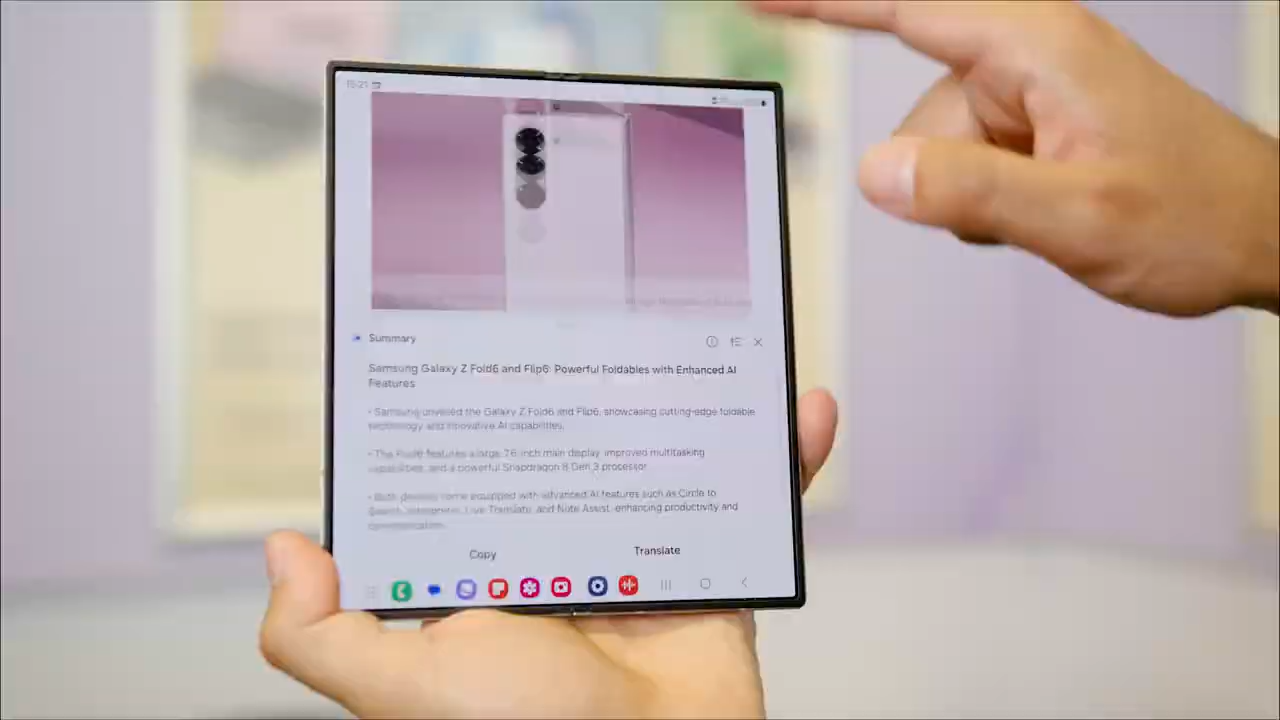 15:21
Summary
Samsung Galaxy Z Fold6 and Flip6: Powerful Foldables with Enhanced AI
Features
• Samsung unveiled the Galaxy Z Fold6 and Flip6, showcasing cutting-edge foldable
technology and innovative AI capabilities.
• The Fold6 features a large 7.6-inch main display, improved multitasking
capabilities, and a powerful Snapdragon 8 Gen 3 processor.
• Both devices come equipped with advanced AI features such as Circle to
Search, Interpreter, Live Translate, and Note Assist, enhancing productivity and
communication.
Copy
Translate